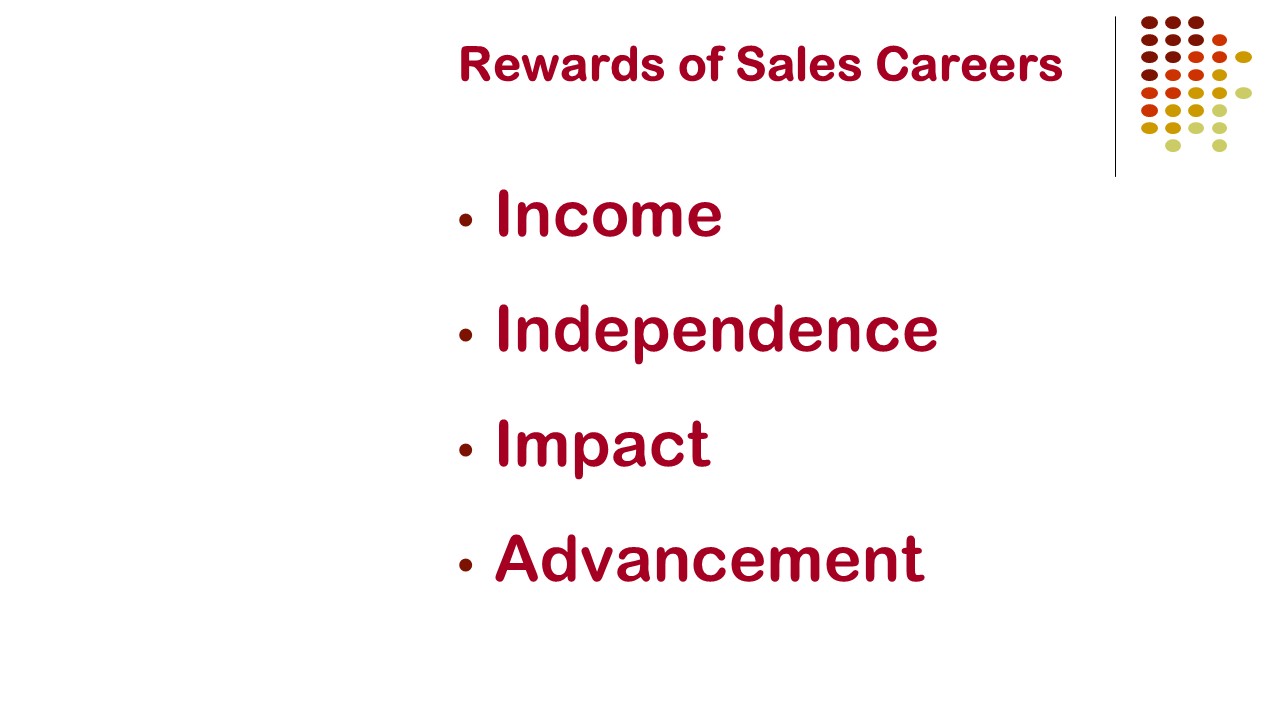 Rewards of Sales Careers
• Income
• Independence
• Impact
• Advancement